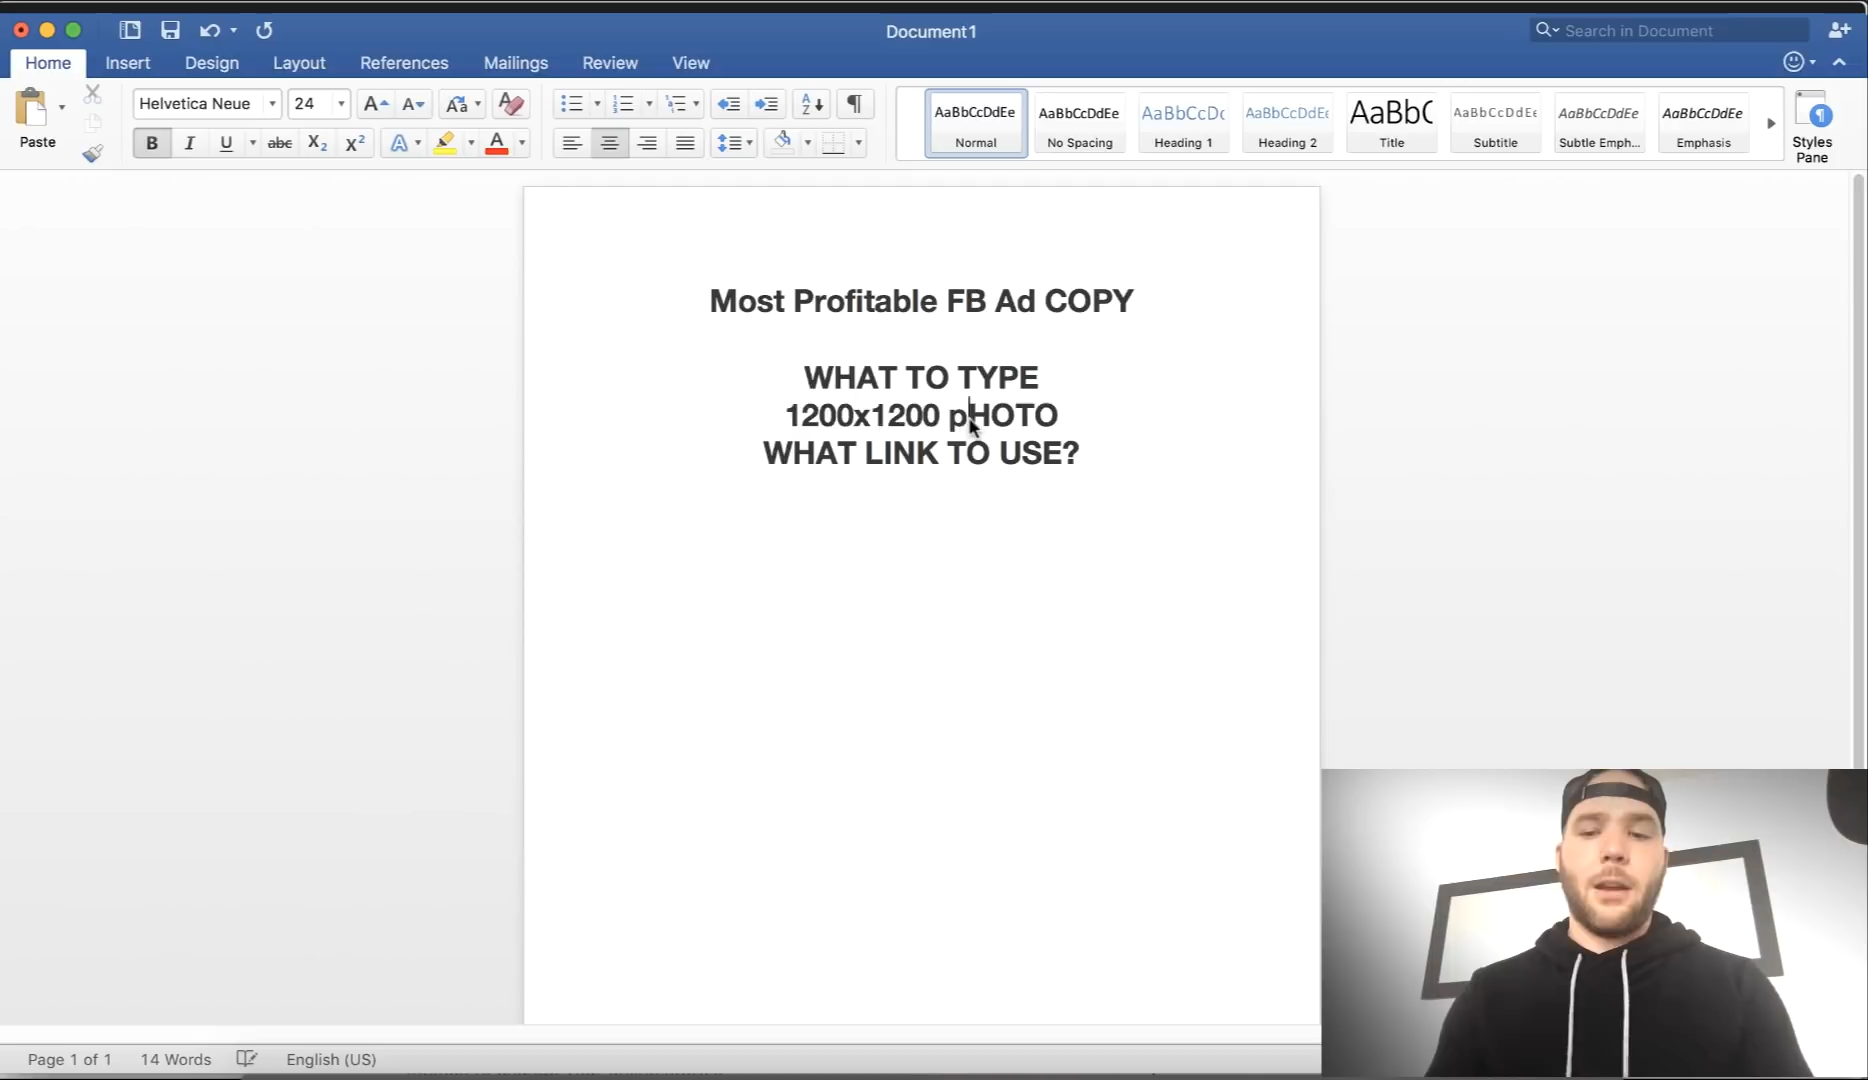 Document1
Search in Document
Home Insert Design Layout References Mailings Review View
Paste
Helvetica Neue 24 A A Aa A
AaBbCcDdEe AaBbCcDdEe AaBbCcDc AaBbCcDdEe AaBbC AaBbCcDdEe AaBbCcDdEe AaBbCcDdEe
B I U abc X2 X2 A A
Normal No Spacing Heading 1 Heading 2 Title Subtitle Subtle Emph... Emphasis
Styles Pane
Most Profitable FB Ad COPY
WHAT TO TYPE
1200x1200 pHOTO
WHAT LINK TO USE?
Page 1 of 1 14 Words English (US)